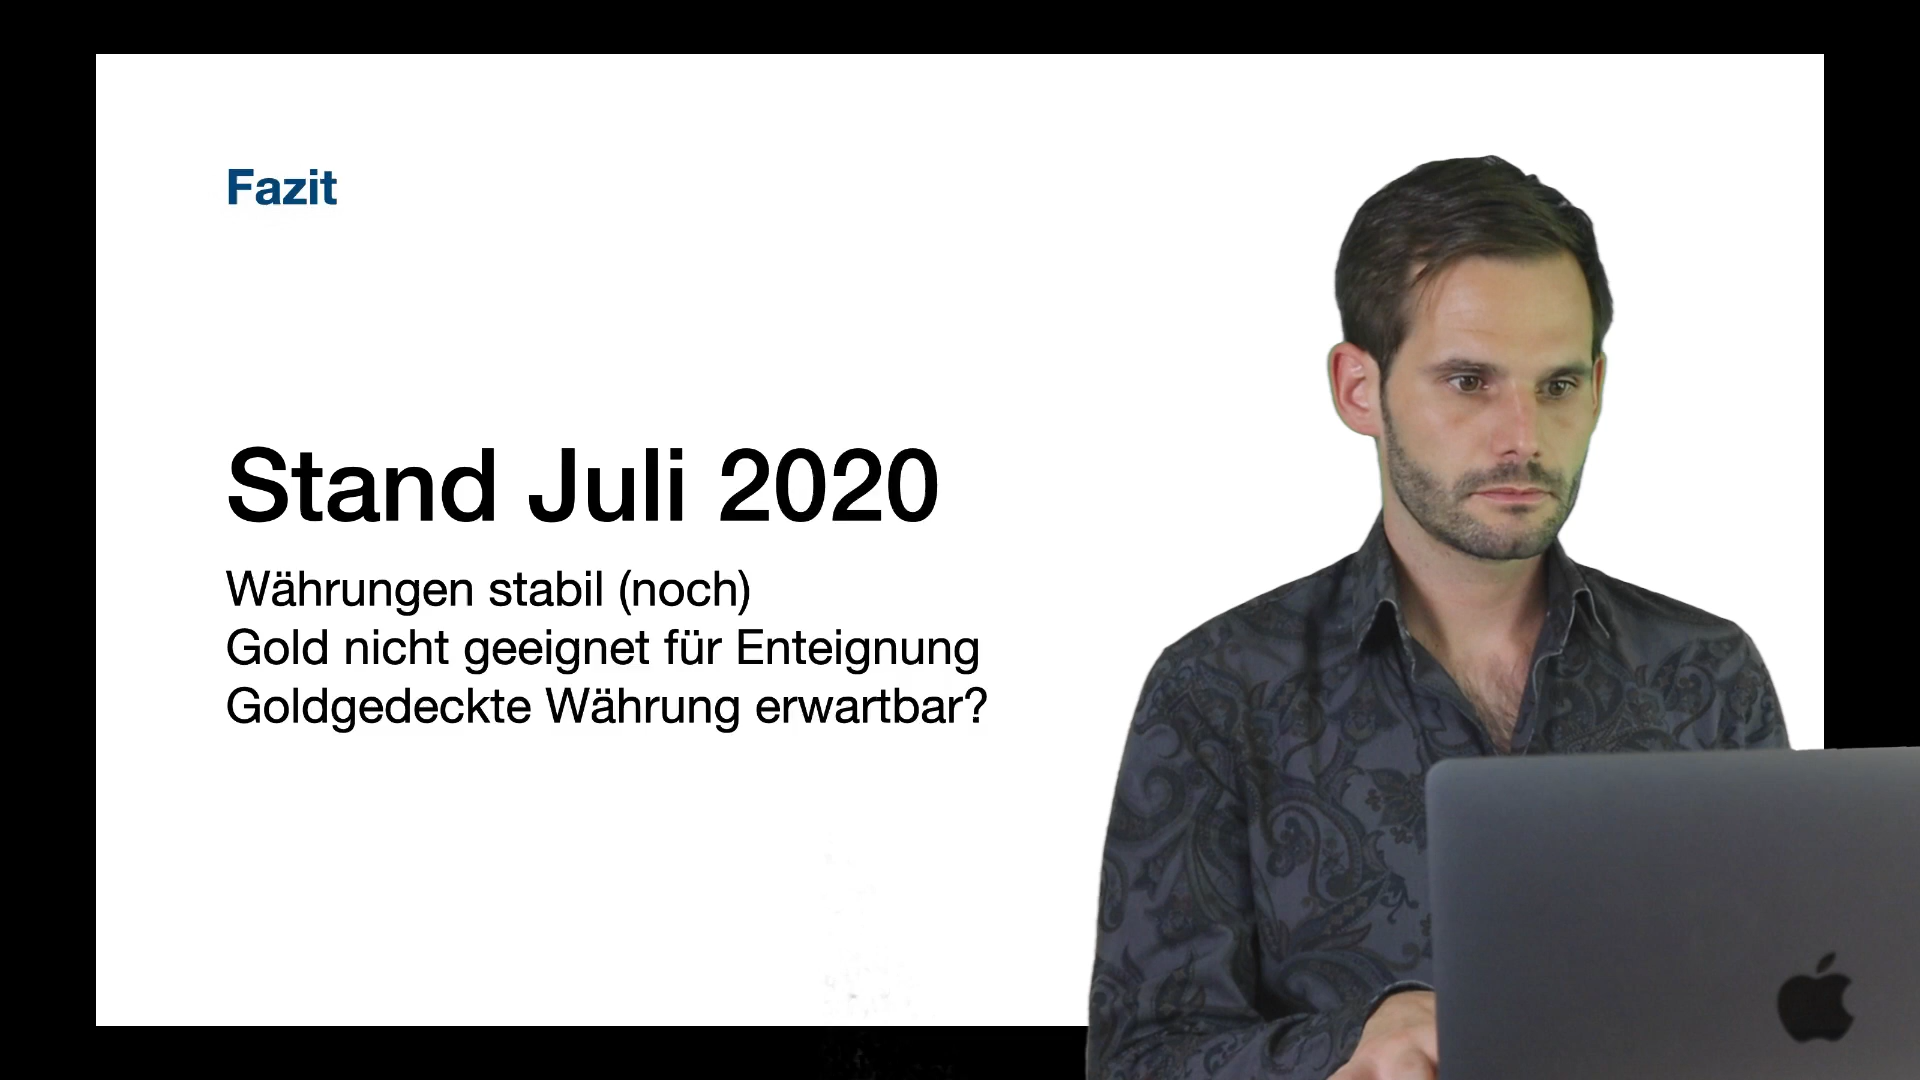 Fazit
Stand Juli 2020
Währungen stabil (noch)
Gold nicht geeignet für Enteignung
Goldgedeckte Währung erwartbar?